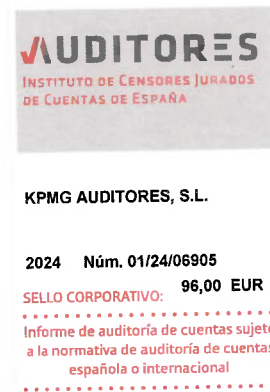 AUDITORES
INSTITUTO DE CENSORES JURADOS
DE CUENTAS DE ESPAÑA
KPMG AUDITORES, S.L.
2024 Núm. 01/24/06905
SELLO CORPORATIVO: 96,00 EUR
Informe de auditoría de cuentas sujeto
a la normativa de auditoría de cuentas
española o internacional